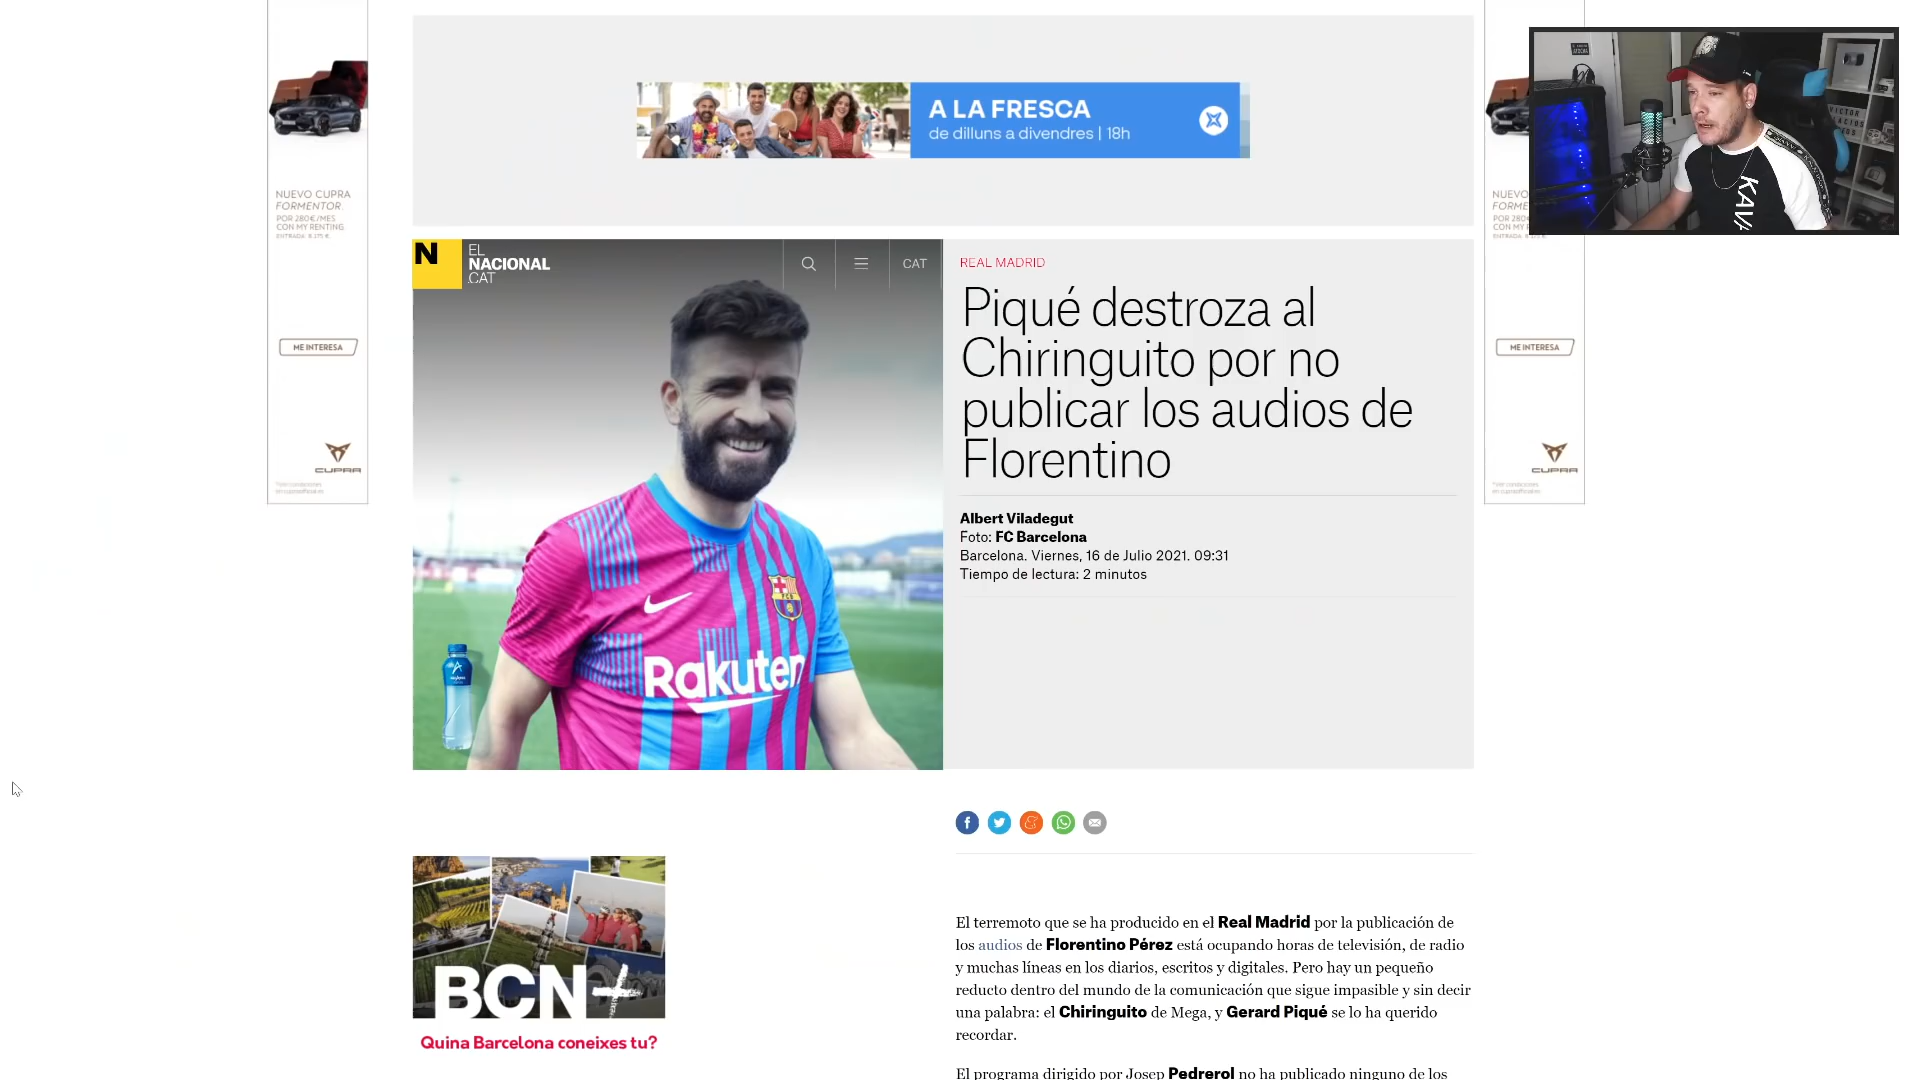 A LA FRESCA
de dilluns a divendres | 18h
NUEVO CUPRA
FORMENTOR
POR 280€/MES
CON MY RENTING
ME INTERESA
CUPRA
N
EL
NACIONAL
.CAT
CAT
REAL MADRID
Piqué destroza al
Chiringuito por no
publicar los audios de
Florentino
Albert Viladegut
Foto: FC Barcelona
Barcelona. Viernes, 16 de Julio 2021. 09:31
Tiempo de lectura: 2 minutos
Rakuten
NUEVO
ME INTERESA
CUPRA
BCN+
Quina Barcelona coneixes tu?
El terremoto que se ha producido en el Real Madrid por la publicación de
los audios de Florentino Pérez está ocupando horas de televisión, de radio
y muchas líneas en los diarios, escritos y digitales. Pero hay un pequeño
reducto dentro del mundo de la comunicación que sigue impasible y sin decir
una palabra: el Chiringuito de Mega, y Gerard Piqué se lo ha querido
recordar.
El programa dirigido por Josep Pedrerol no ha publicado ninguno de los